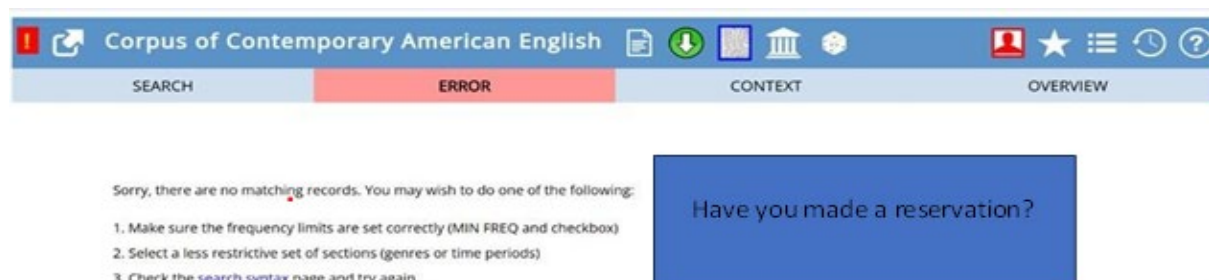 Corpus of Contemporary American English
SEARCH ERROR CONTEXT OVERVIEW
Sorry, there are no matching records. You may wish to do one of the following:
1. Make sure the frequency limits are set correctly (MIN FREQ and checkbox)
2. Select a less restrictive set of sections (genres or time periods)
3. Check the search syntax page and try again
Have you made a reservation?